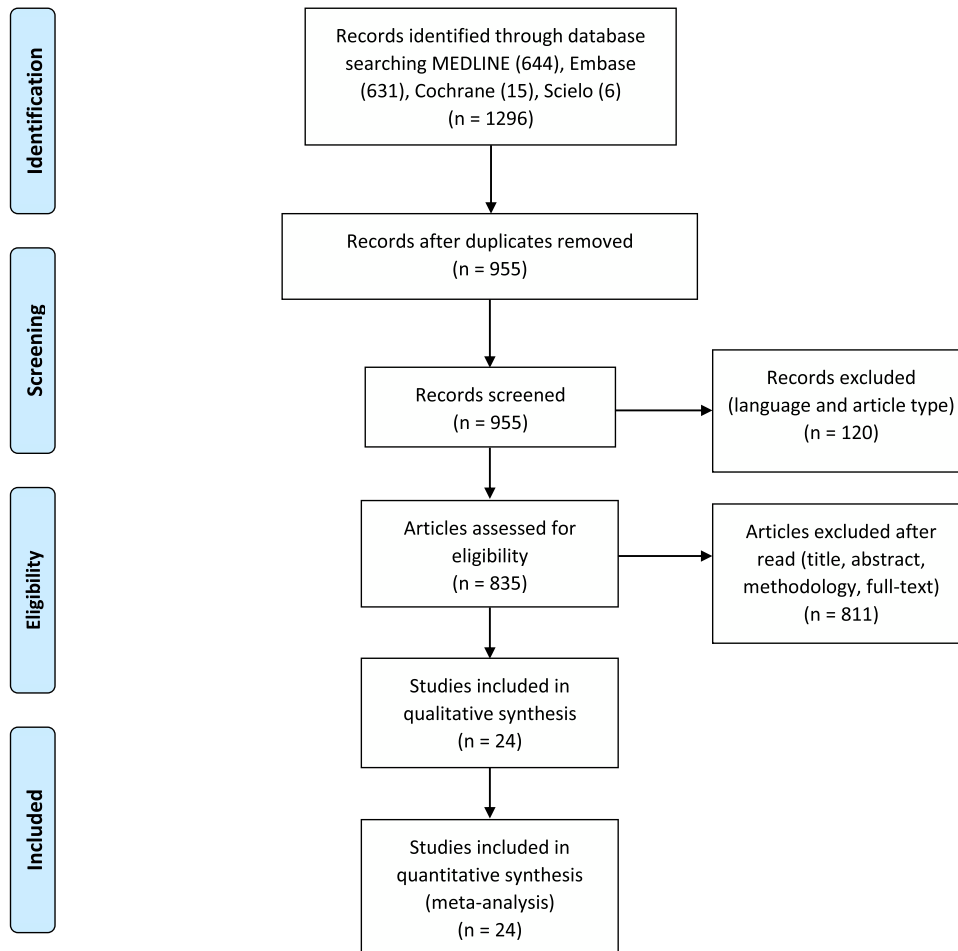 Identification
Records identified through database
searching MEDLINE (644), Embase
(631), Cochrane (15), Scielo (6)
(n = 1296)
Records after duplicates removed
(n = 955)
Screening
Records screened
(n = 955)
Records excluded
(language and article type)
(n = 120)
Eligibility
Articles assessed for
eligibility
(n = 835)
Articles excluded after
read (title, abstract,
methodology, full-text)
(n = 811)
Studies included in
qualitative synthesis
(n = 24)
Included
Studies included in
quantitative synthesis
(meta-analysis)
(n = 24)